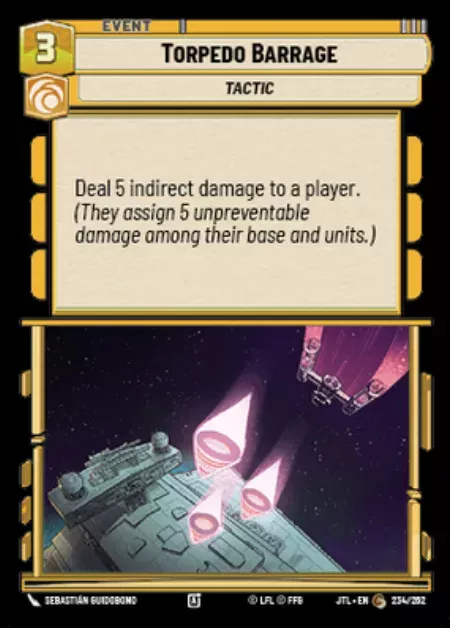 EVENT
3
TORPEDO BARRAGE
TACTIC
Deal 5 indirect damage to a player.
(They assign 5 unpreventable
damage among their base and units.)
SEBASTIÁN GUIDOBONO
A
© LFL © FFG
JTL • EN
C
234/262